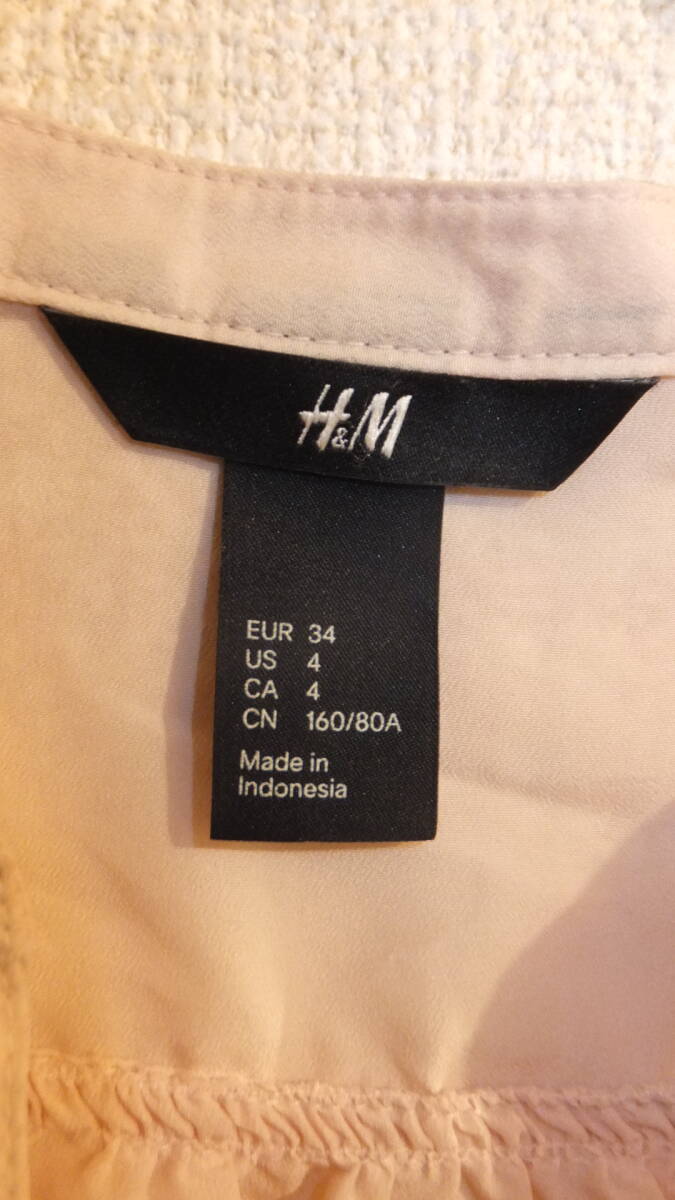 H&M
EUR 34
US 4
CA 4
CN 160/80A
Made in
Indonesia